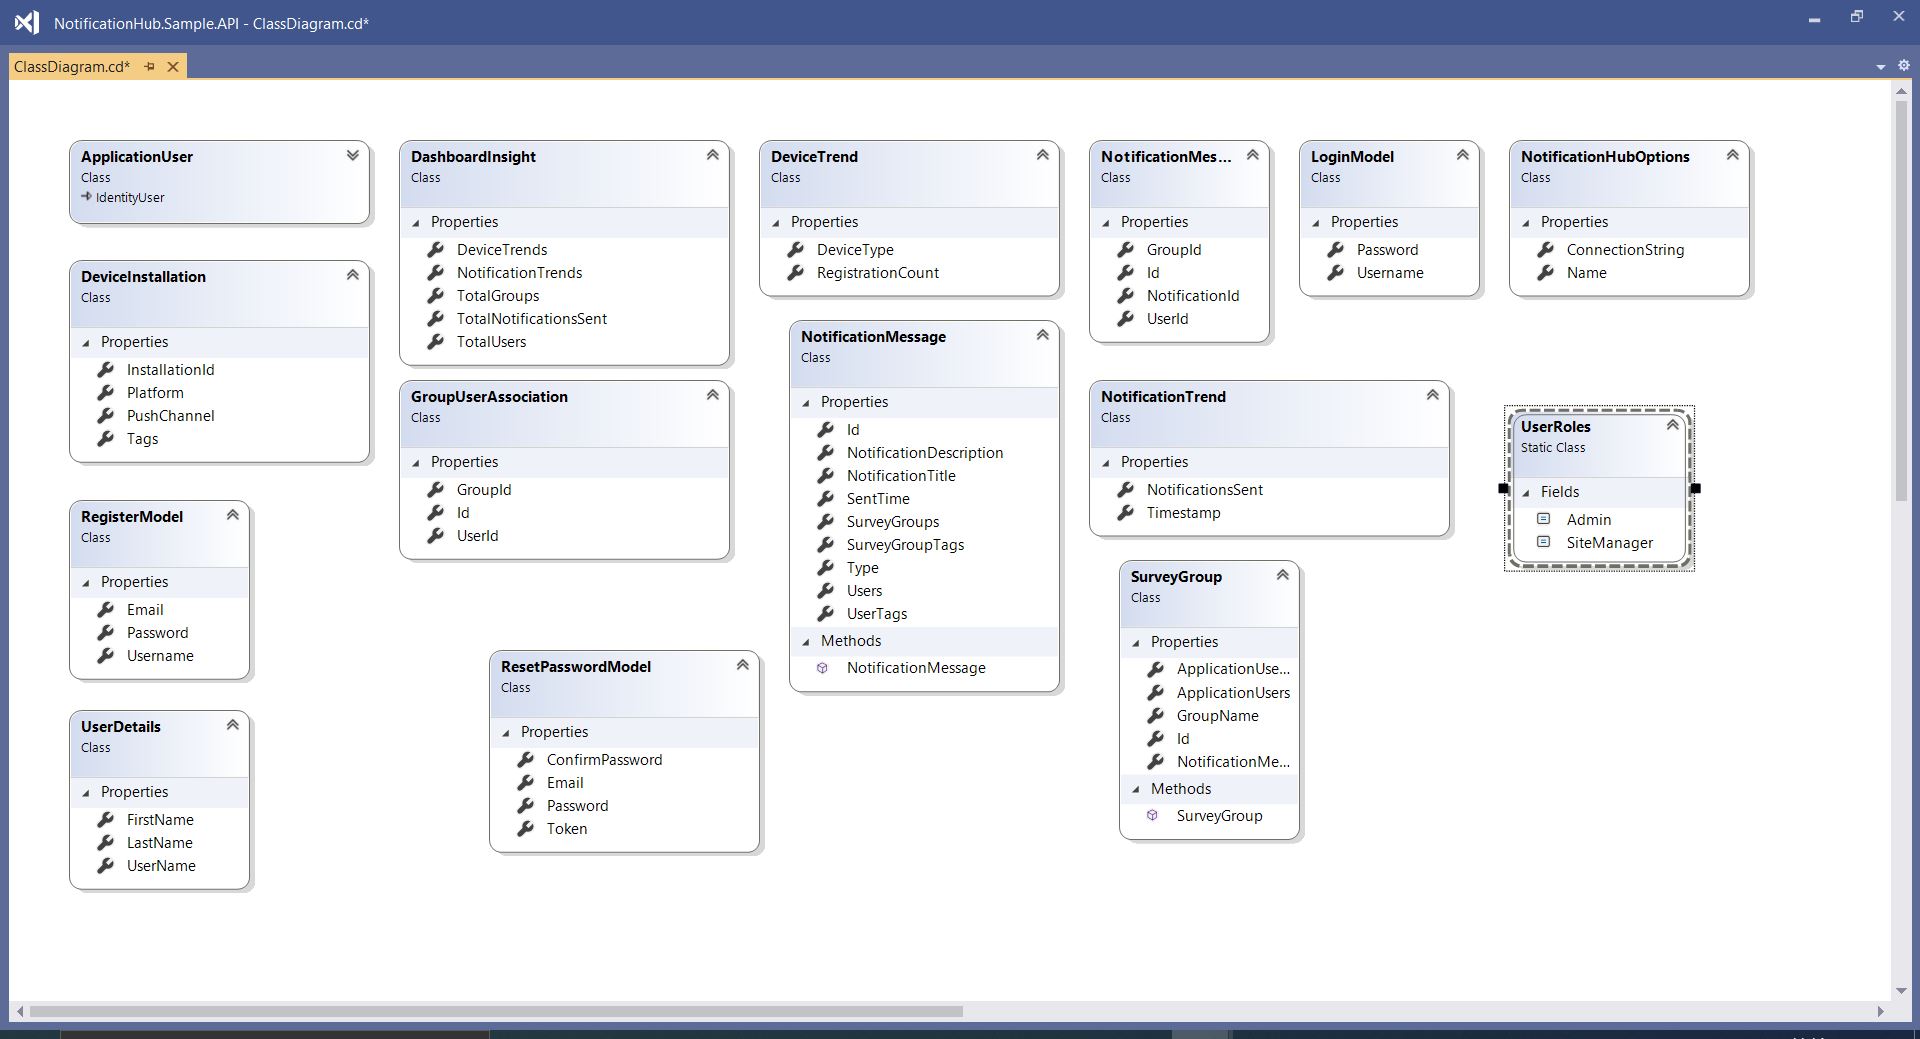 NotificationHub.Sample.API - ClassDiagram.cd*
ClassDiagram.cd*
ApplicationUser
Class
IdentityUser
DeviceInstallation
Class
Properties
InstallationId
Platform
PushChannel
Tags
RegisterModel
Class
Properties
Email
Password
Username
UserDetails
Class
Properties
FirstName
LastName
UserName
DashboardInsight
Class
Properties
DeviceTrends
NotificationTrends
TotalGroups
TotalNotificationsSent
TotalUsers
GroupUserAssociation
Class
Properties
GroupId
Id
UserId
ResetPasswordModel
Class
Properties
ConfirmPassword
Email
Password
Token
DeviceTrend
Class
Properties
DeviceType
RegistrationCount
NotificationMessage
Class
Properties
Id
NotificationDescription
NotificationTitle
SentTime
SurveyGroups
SurveyGroupTags
Type
Users
UserTags
Methods
NotificationMessage
NotificationMes...
Class
Properties
GroupId
Id
NotificationId
UserId
LoginModel
Class
Properties
Password
Username
NotificationTrend
Class
Properties
NotificationsSent
Timestamp
SurveyGroup
Class
Properties
ApplicationUse...
ApplicationUsers
GroupName
Id
NotificationMe...
Methods
SurveyGroup
NotificationHubOptions
Class
Properties
ConnectionString
Name
UserRoles
Static Class
Fields
Admin
SiteManager